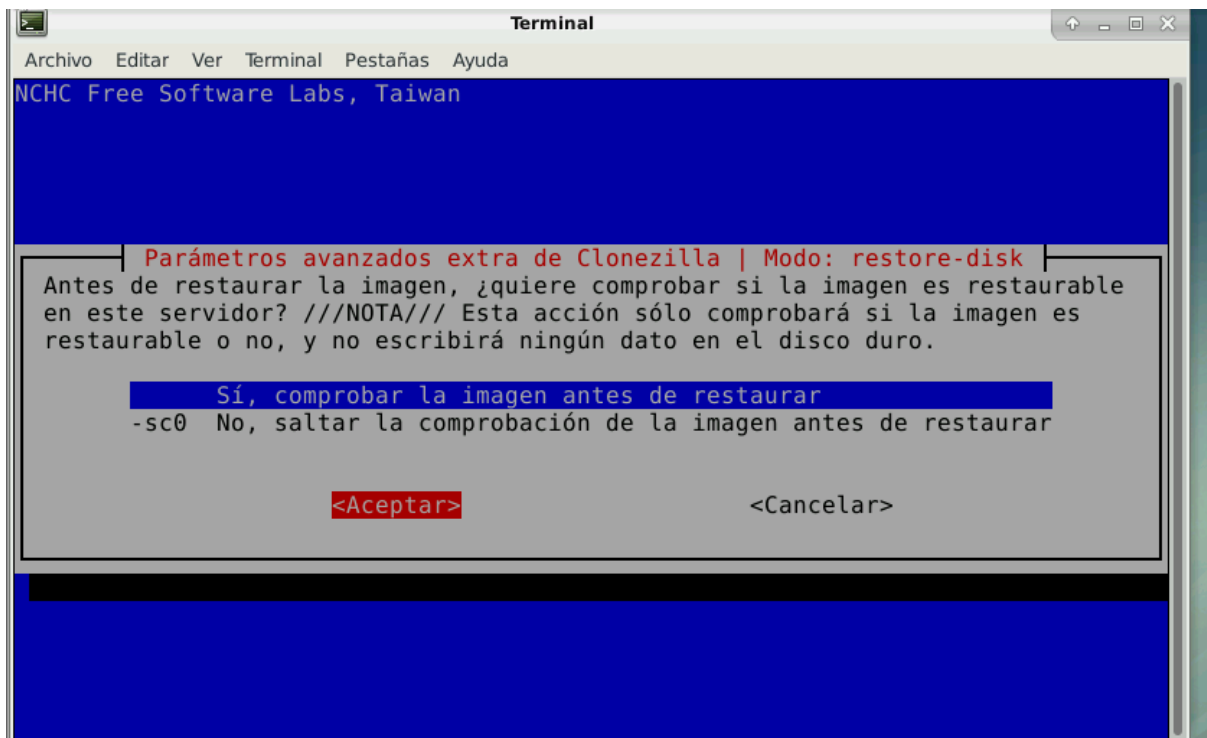 Terminal
Archivo Editar Ver Terminal Pestañas Ayuda
NCHC Free Software Labs, Taiwan
Parámetros avanzados extra de Clonezilla | Modo: restore-disk
Antes de restaurar la imagen, ¿quiere comprobar si la imagen es restaurable
en este servidor? ///NOTA/// Esta acción sólo comprobará si la imagen es
restaurable o no, y no escribirá ningún dato en el disco duro.
Sí, comprobar la imagen antes de restaurar
-sc0 No, saltar la comprobación de la imagen antes de restaurar
<Aceptar> <Cancelar>